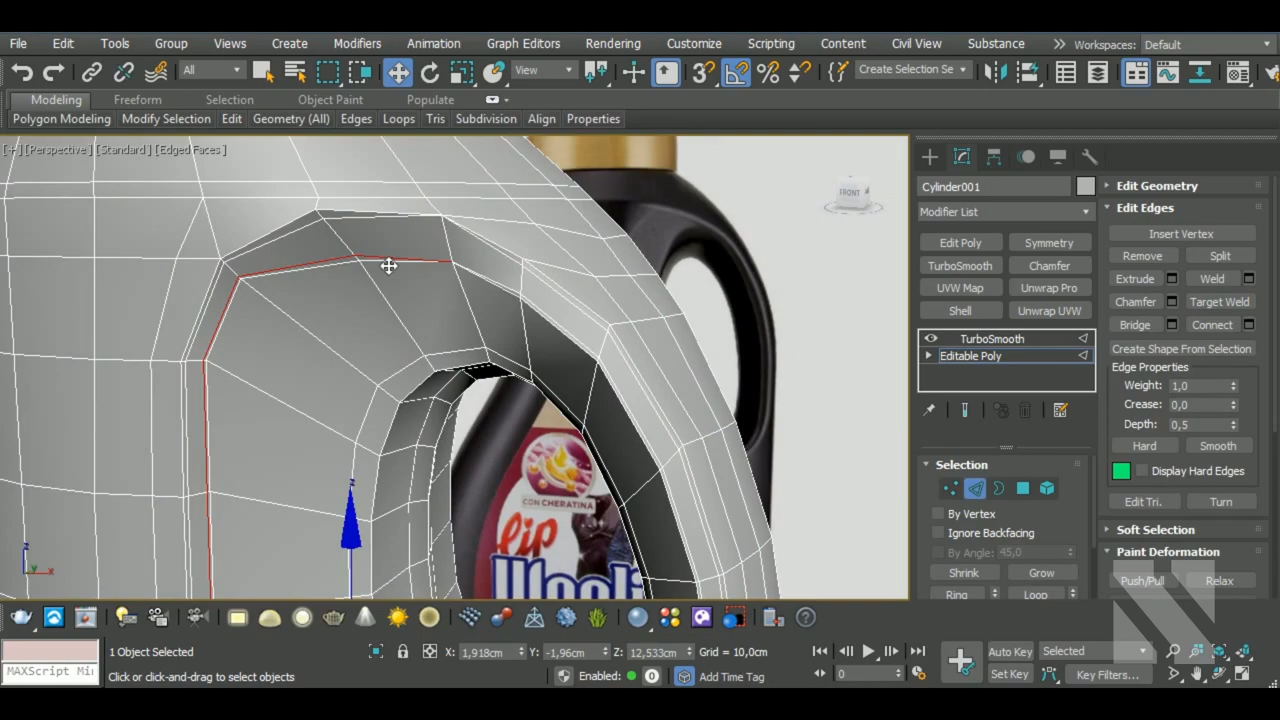 File Edit Tools Group Views Create Modifiers Animation Graph Editors Rendering Customize Scripting Content Civil View Substance Workspaces: Default
All View Create Selection Se
Modeling Freeform Selection Object Paint Populate
Polygon Modeling Modify Selection Edit Geometry (All) Edges Loops Tris Subdivision Align Properties
[+] [Perspective ] [Standard ] [Edged Faces ]
FRONT
CON CHERATINA
lip
z
z
y
x
Cylinder001
Modifier List
Edit Poly Symmetry
TurboSmooth Chamfer
UVW Map Unwrap Pro
Shell Unwrap UVW
TurboSmooth
Editable Poly
Selection
By Vertex
Ignore Backfacing
By Angle: 45,0
Shrink Grow
Ring Loop
Edit Geometry
Edit Edges
Insert Vertex
Remove Split
Extrude Weld
Chamfer Target Weld
Bridge Connect
Create Shape From Selection
Edge Properties
Weight: 1,0
Crease: 0,0
Depth: 0,5
Hard Smooth
Display Hard Edges
Edit Tri. Turn
Soft Selection
Paint Deformation
Push/Pull Relax
MAXScript Mi
1 Object Selected
Click or click-and-drag to select objects
X: 1,918cm Y: -1,96cm Z: 12,533cm Grid = 10,0cm
Enabled: 0 Add Time Tag
0
Auto Key Selected
Set Key Key Filters...